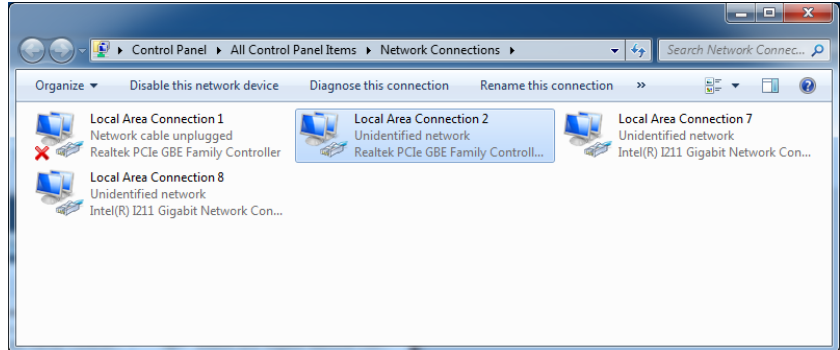 Control Panel ▸ All Control Panel Items ▸ Network Connections ▸
Search Network Connec...
Organize ▾ Disable this network device Diagnose this connection Rename this connection »
Local Area Connection 1
Network cable unplugged
Realtek PCIe GBE Family Controller
Local Area Connection 2
Unidentified network
Realtek PCIe GBE Family Controll...
Local Area Connection 7
Unidentified network
Intel(R) I211 Gigabit Network Con...
Local Area Connection 8
Unidentified network
Intel(R) I211 Gigabit Network Con...